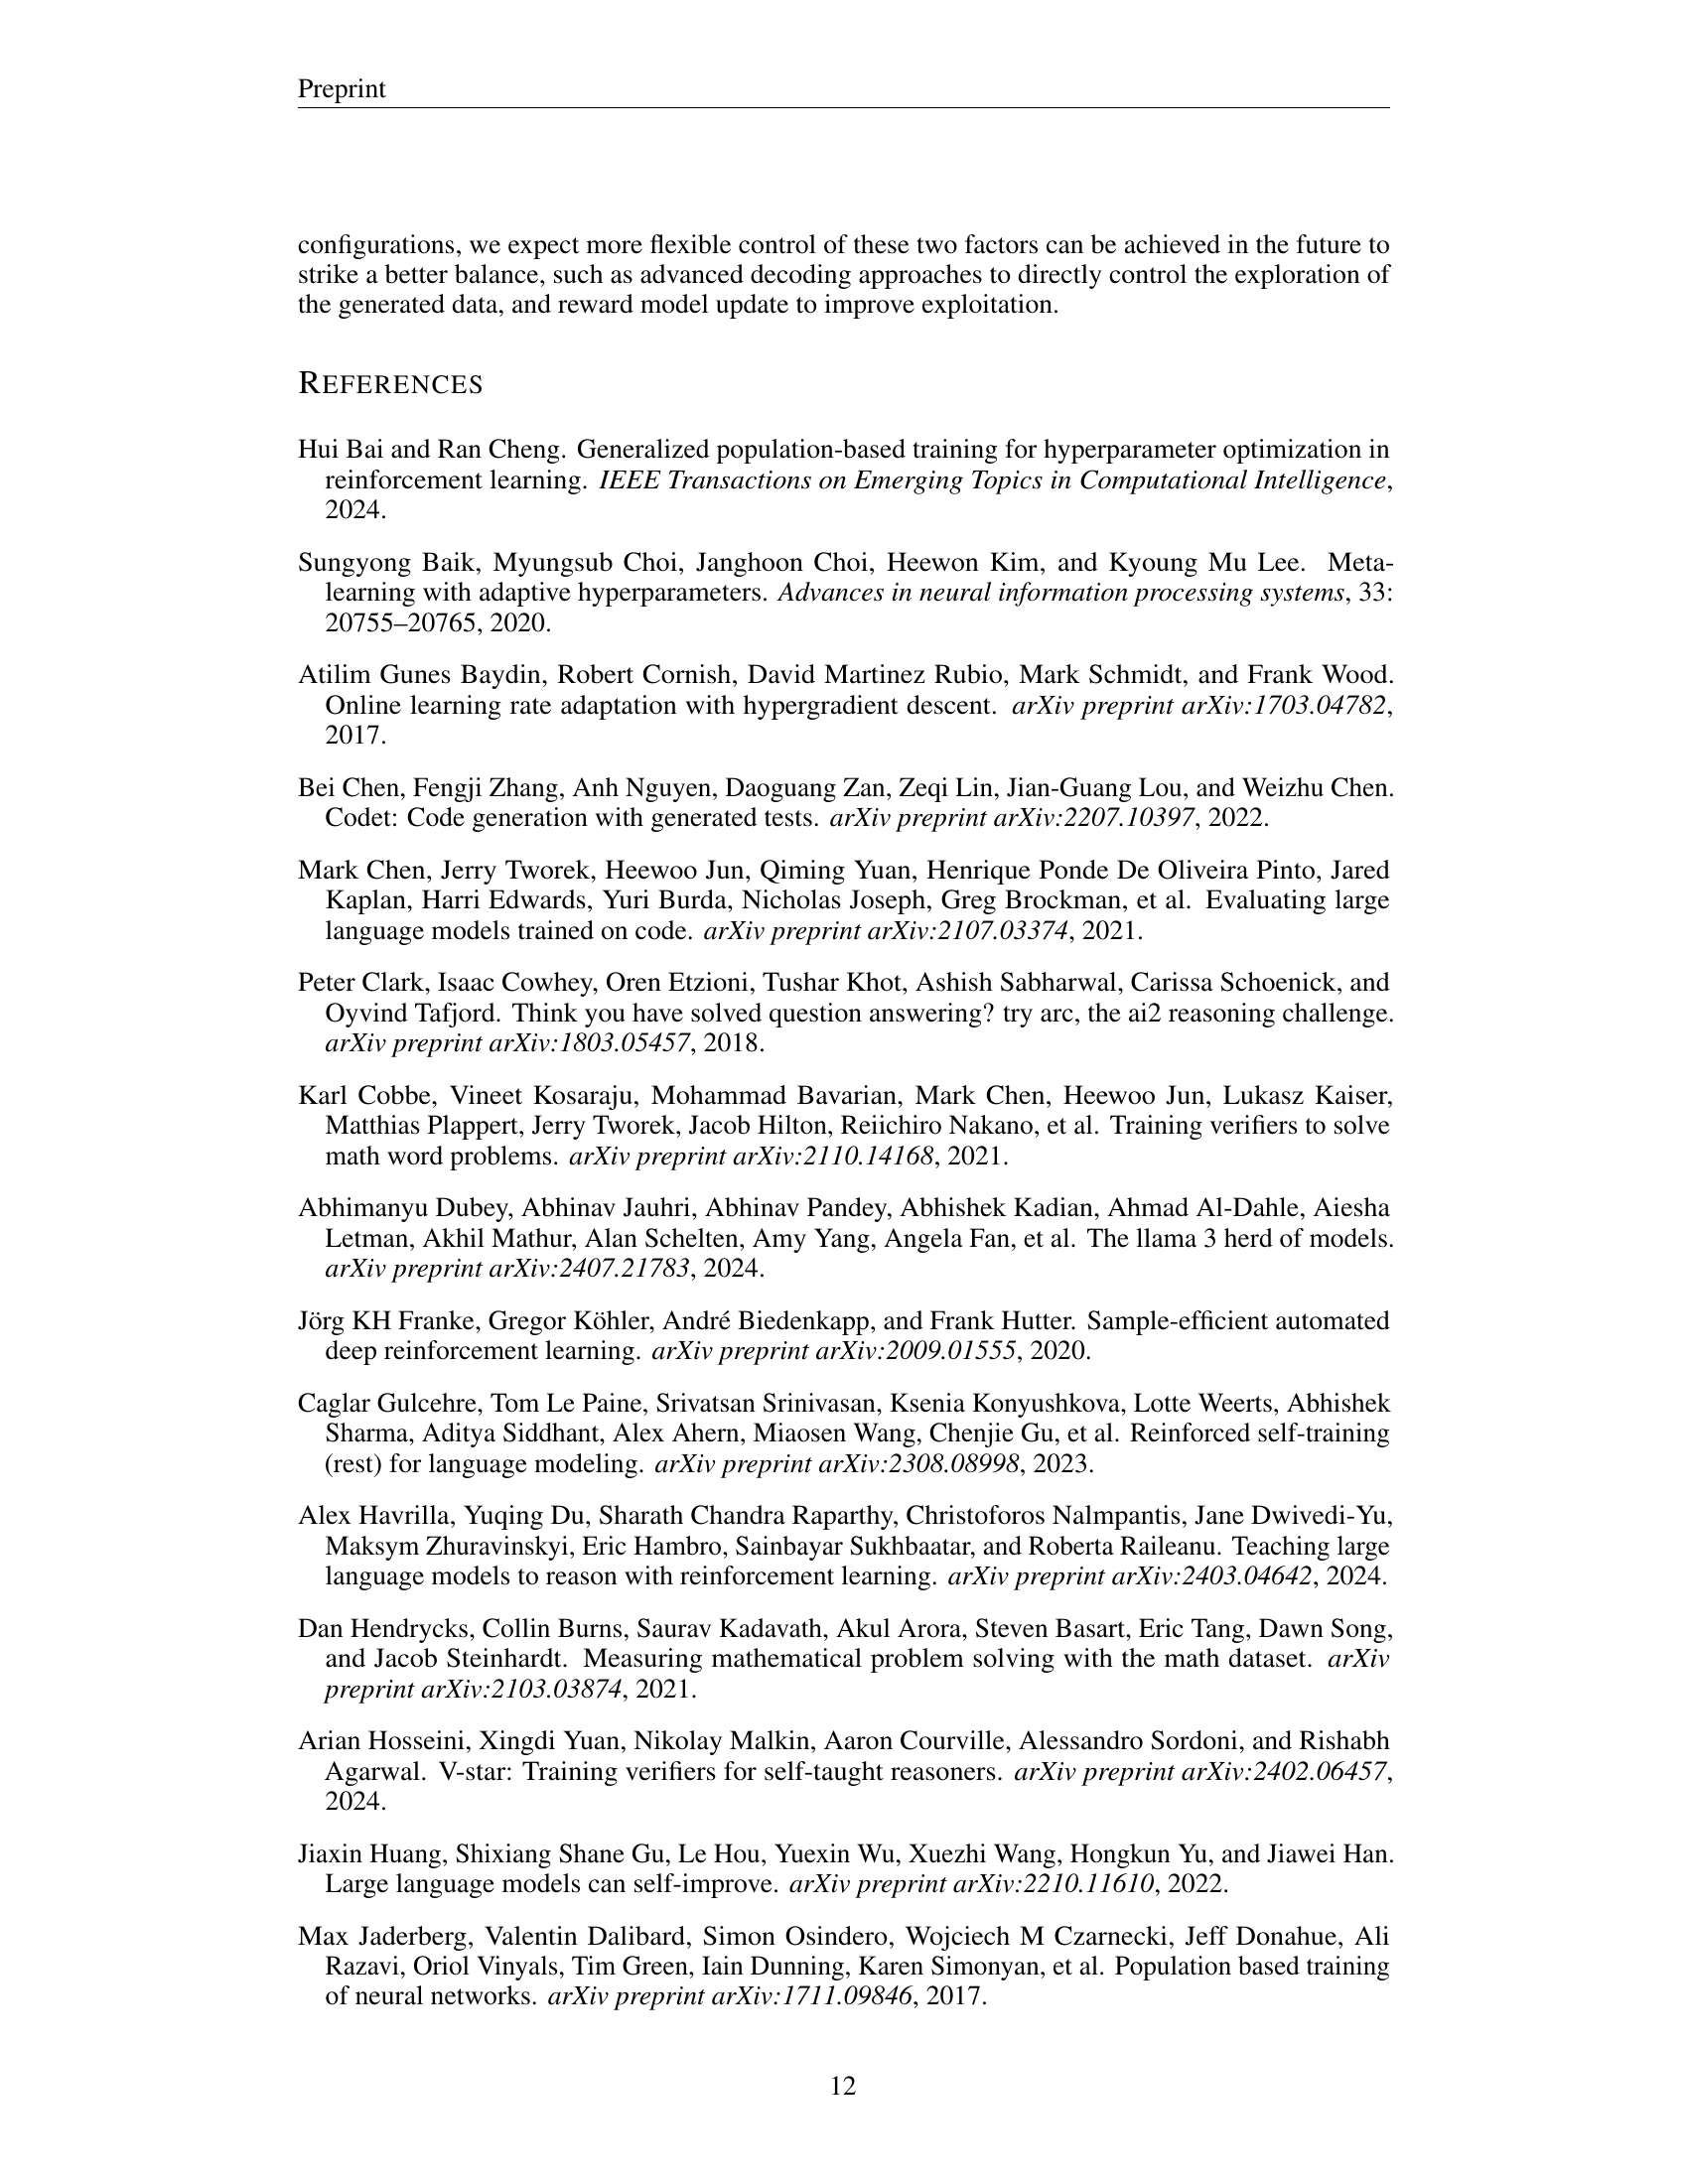 Preprint
configurations, we expect more flexible control of these two factors can be achieved in the future to
strike a better balance, such as advanced decoding approaches to directly control the exploration of
the generated data, and reward model update to improve exploitation.
REFERENCES
Hui Bai and Ran Cheng. Generalized population-based training for hyperparameter optimization in
reinforcement learning. IEEE Transactions on Emerging Topics in Computational Intelligence,
2024.
Sungyong Baik, Myungsub Choi, Janghoon Choi, Heewon Kim, and Kyoung Mu Lee. Meta-
learning with adaptive hyperparameters. Advances in neural information processing systems, 33:
20755–20765, 2020.
Atilim Gunes Baydin, Robert Cornish, David Martinez Rubio, Mark Schmidt, and Frank Wood.
Online learning rate adaptation with hypergradient descent. arXiv preprint arXiv:1703.04782,
2017.
Bei Chen, Fengji Zhang, Anh Nguyen, Daoguang Zan, Zeqi Lin, Jian-Guang Lou, and Weizhu Chen.
Codet: Code generation with generated tests. arXiv preprint arXiv:2207.10397, 2022.
Mark Chen, Jerry Tworek, Heewoo Jun, Qiming Yuan, Henrique Ponde De Oliveira Pinto, Jared
Kaplan, Harri Edwards, Yuri Burda, Nicholas Joseph, Greg Brockman, et al. Evaluating large
language models trained on code. arXiv preprint arXiv:2107.03374, 2021.
Peter Clark, Isaac Cowhey, Oren Etzioni, Tushar Khot, Ashish Sabharwal, Carissa Schoenick, and
Oyvind Tafjord. Think you have solved question answering? try arc, the ai2 reasoning challenge.
arXiv preprint arXiv:1803.05457, 2018.
Karl Cobbe, Vineet Kosaraju, Mohammad Bavarian, Mark Chen, Heewoo Jun, Lukasz Kaiser,
Matthias Plappert, Jerry Tworek, Jacob Hilton, Reiichiro Nakano, et al. Training verifiers to solve
math word problems. arXiv preprint arXiv:2110.14168, 2021.
Abhimanyu Dubey, Abhinav Jauhri, Abhinav Pandey, Abhishek Kadian, Ahmad Al-Dahle, Aiesha
Letman, Akhil Mathur, Alan Schelten, Amy Yang, Angela Fan, et al. The llama 3 herd of models.
arXiv preprint arXiv:2407.21783, 2024.
Jörg KH Franke, Gregor Köhler, André Biedenkapp, and Frank Hutter. Sample-efficient automated
deep reinforcement learning. arXiv preprint arXiv:2009.01555, 2020.
Caglar Gulcehre, Tom Le Paine, Srivatsan Srinivasan, Ksenia Konyushkova, Lotte Weerts, Abhishek
Sharma, Aditya Siddhant, Alex Ahern, Miaosen Wang, Chenjie Gu, et al. Reinforced self-training
(rest) for language modeling. arXiv preprint arXiv:2308.08998, 2023.
Alex Havrilla, Yuqing Du, Sharath Chandra Raparthy, Christoforos Nalmpantis, Jane Dwivedi-Yu,
Maksym Zhuravinskyi, Eric Hambro, Sainbayar Sukhbaatar, and Roberta Raileanu. Teaching large
language models to reason with reinforcement learning. arXiv preprint arXiv:2403.04642, 2024.
Dan Hendrycks, Collin Burns, Saurav Kadavath, Akul Arora, Steven Basart, Eric Tang, Dawn Song,
and Jacob Steinhardt. Measuring mathematical problem solving with the math dataset. arXiv
preprint arXiv:2103.03874, 2021.
Arian Hosseini, Xingdi Yuan, Nikolay Malkin, Aaron Courville, Alessandro Sordoni, and Rishabh
Agarwal. V-star: Training verifiers for self-taught reasoners. arXiv preprint arXiv:2402.06457,
2024.
Jiaxin Huang, Shixiang Shane Gu, Le Hou, Yuexin Wu, Xuezhi Wang, Hongkun Yu, and Jiawei Han.
Large language models can self-improve. arXiv preprint arXiv:2210.11610, 2022.
Max Jaderberg, Valentin Dalibard, Simon Osindero, Wojciech M Czarnecki, Jeff Donahue, Ali
Razavi, Oriol Vinyals, Tim Green, Iain Dunning, Karen Simonyan, et al. Population based training
of neural networks. arXiv preprint arXiv:1711.09846, 2017.
12